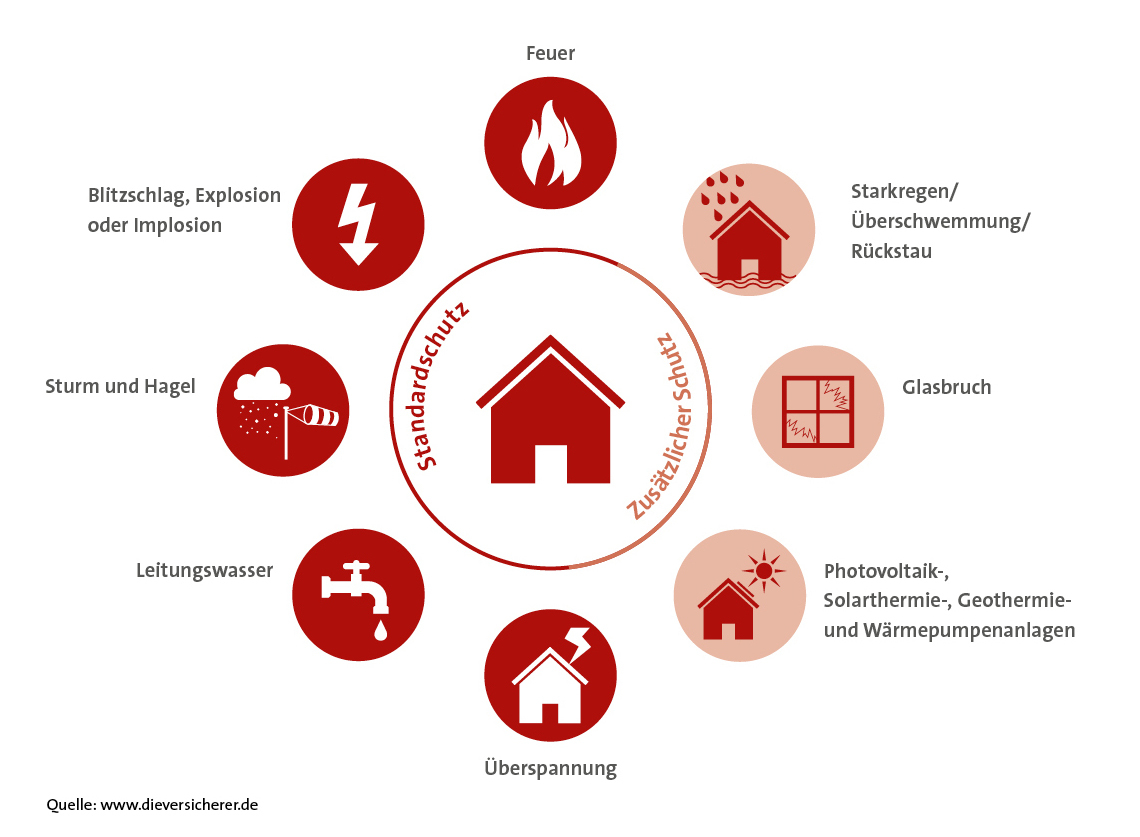 Feuer
Blitzschlag, Explosion
oder Implosion
Starkregen/
Überschwemmung/
Rückstau
Standardschutz
Zusätzlicher Schutz
Sturm und Hagel
Glasbruch
Leitungswasser
Photovoltaik-,
Solarthermie-, Geothermie-
und Wärmepumpenanlagen
Überspannung
Quelle: www.dieversicherer.de